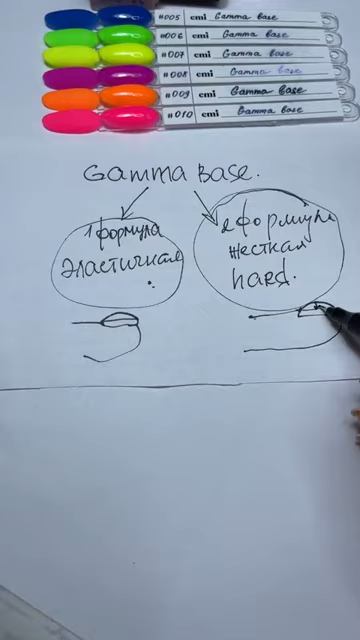 #005 cmi Gamma Base
#006 cmi Gamma Base
#007 cmi Gamma Base
#008 cmi Gamma Base
#009 cmi Gamma Base
#010 cmi Gamma Base
Gamma Base.
1 формула
эластичная
2 формула
жесткая
hard.